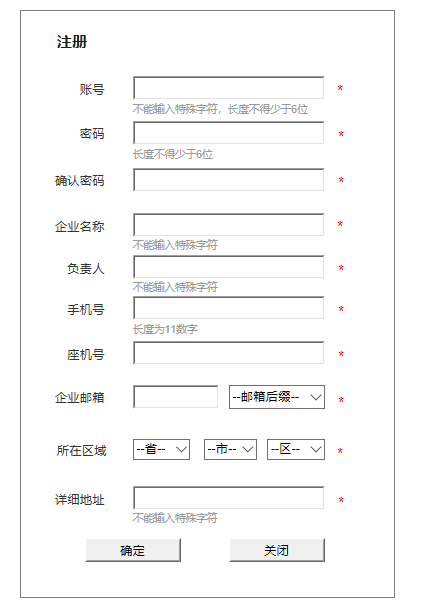 注册
账号 *
不能输入特殊字符，长度不得少于6位
密码 *
长度不得少于6位
确认密码 *
企业名称 *
不能输入特殊字符
负责人 *
不能输入特殊字符
手机号 *
长度为11数字
座机号 *
企业邮箱 --邮箱后缀-- *
所在区域 --省-- --市-- --区-- *
详细地址 *
不能输入特殊字符
确定 关闭